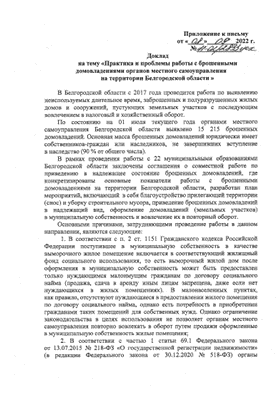 Приложение к письму
от « » 2022 г.
№
Доклад
на тему «Практика и проблемы работы с брошенными
домовладениями органов местного самоуправления
на территории Белгородской области »
В Белгородской области с 2017 года проводится работа по выявлению
неиспользуемых длительное время, заброшенных и полуразрушенных жилых
домов и сооружений, пустующих земельных участков с последующим
вовлечением в налоговый и хозяйственный оборот.
По состоянию на 01 июля текущего года органами местного
самоуправления Белгородской области выявлено 15 215 брошенных
домовладений. Основная масса брошенных домовладений юридически имеет
собственников-граждан или наследников, не завершивших вступление
в наследство (90 % от общего числа).
В рамках проведения работы с 22 муниципальными образованиями
Белгородской области заключены соглашения о совместной работе по
приведению в надлежащее состояние брошенных домовладений, где
конкретизированы основные показатели работы с брошенными
домовладениями на территории Белгородской области, разработан план
мероприятий, включающий в себя благоустройство прилегающей территории
(снос) и уборку строительного мусора, приведение брошенных домовладений
в надлежащий вид, оформление домовладений (земельных участков)
в муниципальную собственность и вовлечение их в повторный оборот.
Основными причинами, затрудняющими проведение работы в данном
направлении, являются следующие:
1. В соответствии с п. 2 ст. 1151 Гражданского кодекса Российской
Федерации поступившие в муниципальную собственность в качестве
выморочного жилое помещение включается в соответствующий жилищный
фонд социального использования, то есть выморочный жилой дом после
оформления в муниципальную собственность может быть предоставлен
только нуждающимся малоимущим гражданам по договору социального
найма (продажа, сдача в аренду иным лицам запрещена, даже если нет
нуждающихся в жилых помещениях). В малонаселенных пунктах,
как правило, отсутствуют нуждающиеся в предоставлении жилого помещения
по договору социального найма, однако есть потребность в приобретении
гражданами таких помещений для собственных нужд. Однако ограничение
законодательства в целях использования не позволяет органам местного
самоуправления повторно вовлекать в оборот путем продажи оформленные
в муниципальную собственность жилые помещения.
2. В соответствии с частью 1 статьи 69.1 Федерального закона
от 13.07.2015 № 218-ФЗ «О государственной регистрации недвижимости»
(в редакции Федерального закона от 30.12.2020 № 518-ФЗ) органы